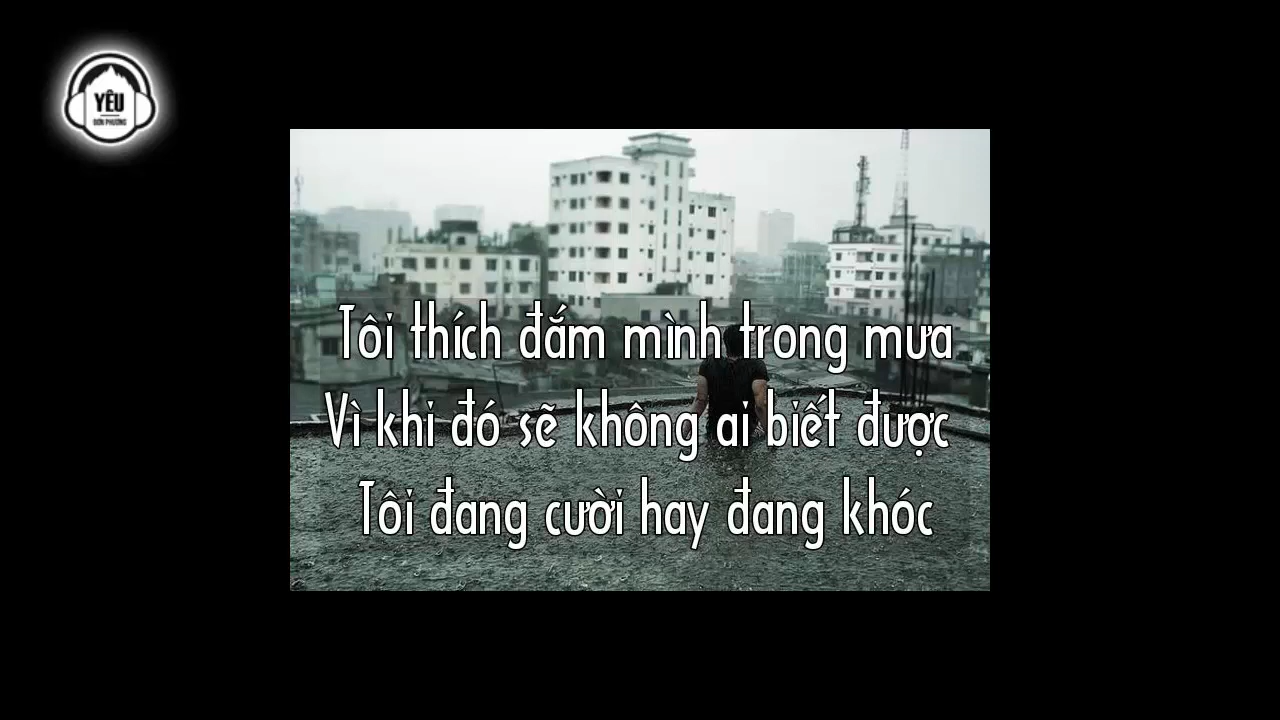 YÊU
ĐƠN PHƯƠNG
Tôi thích đắm mình trong mưa
Vì khi đó sẽ không ai biết được
Tôi đang cười hay đang khóc